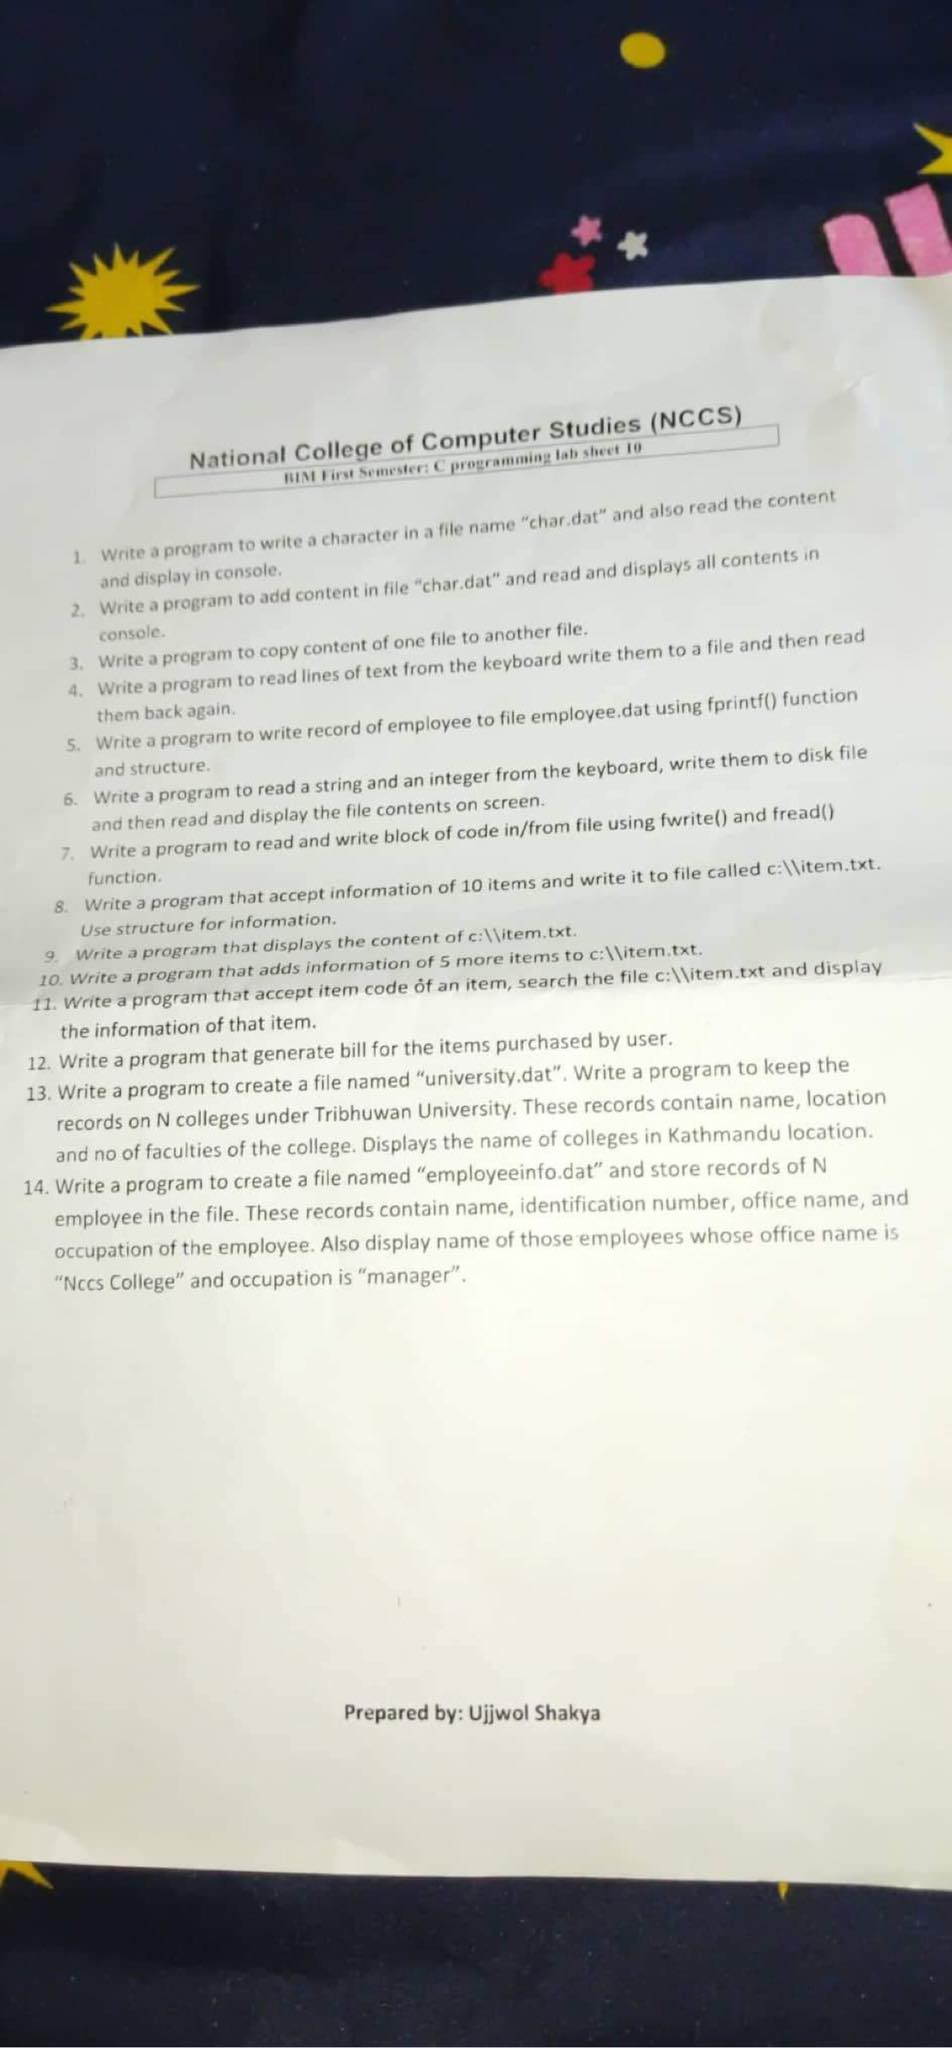 National College of Computer Studies (NCCS)
BIM First Semester: C programming lab sheet 10
1. Write a program to write a character in a file name “char.dat” and also read the content
and display in console.
2. Write a program to add content in file “char.dat” and read and displays all contents in
console.
3. Write a program to copy content of one file to another file.
4. Write a program to read lines of text from the keyboard write them to a file and then read
them back again.
5. Write a program to write record of employee to file employee.dat using fprintf() function
and structure.
6. Write a program to read a string and an integer from the keyboard, write them to disk file
and then read and display the file contents on screen.
7. Write a program to read and write block of code in/from file using fwrite() and fread()
function.
8. Write a program that accept information of 10 items and write it to file called c:\\item.txt.
Use structure for information.
9. Write a program that displays the content of c:\\item.txt.
10. Write a program that adds information of 5 more items to c:\\item.txt.
11. Write a program that accept item code of an item, search the file c:\\item.txt and display
the information of that item.
12. Write a program that generate bill for the items purchased by user.
13. Write a program to create a file named “university.dat”. Write a program to keep the
records on N colleges under Tribhuwan University. These records contain name, location
and no of faculties of the college. Displays the name of colleges in Kathmandu location.
14. Write a program to create a file named “employeeinfo.dat” and store records of N
employee in the file. These records contain name, identification number, office name, and
occupation of the employee. Also display name of those employees whose office name is
“Nccs College” and occupation is “manager”.
Prepared by: Ujjwol Shakya